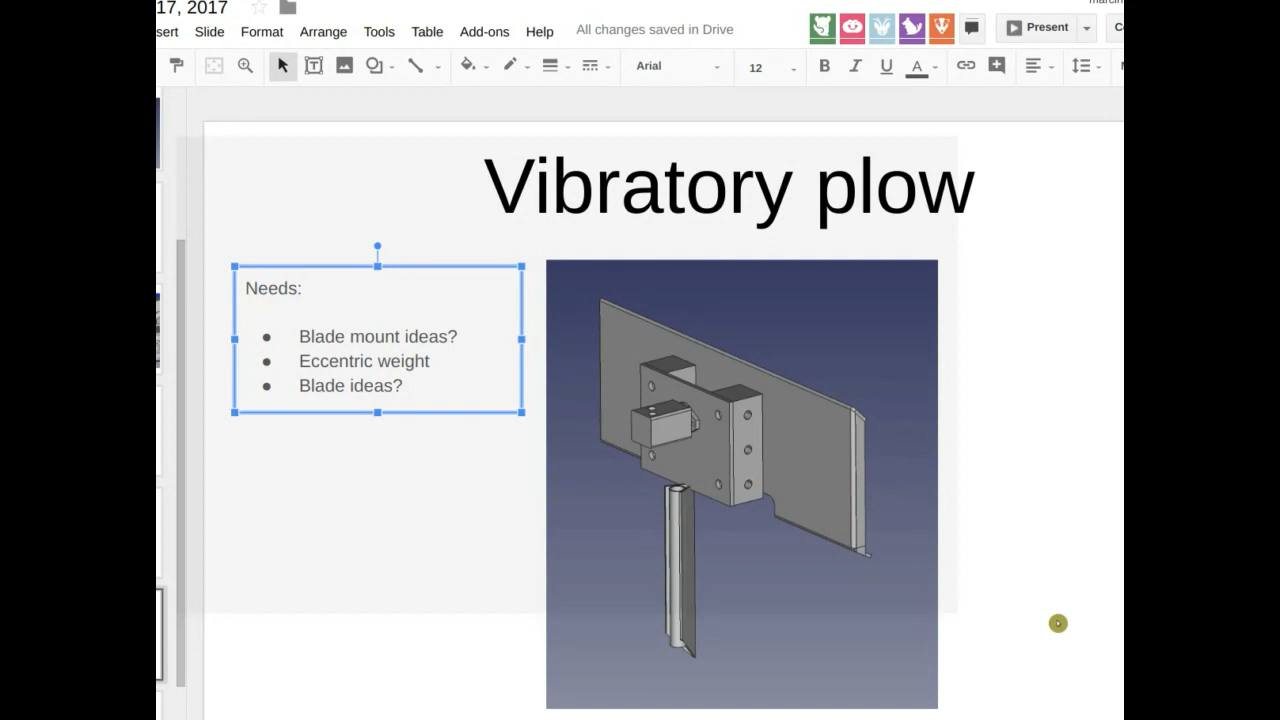 17, 2017
sert Slide Format Arrange Tools Table Add-ons Help All changes saved in Drive Present
Arial 12 B I U A
Vibratory plow
Needs:
● Blade mount ideas?
● Eccentric weight
● Blade ideas?